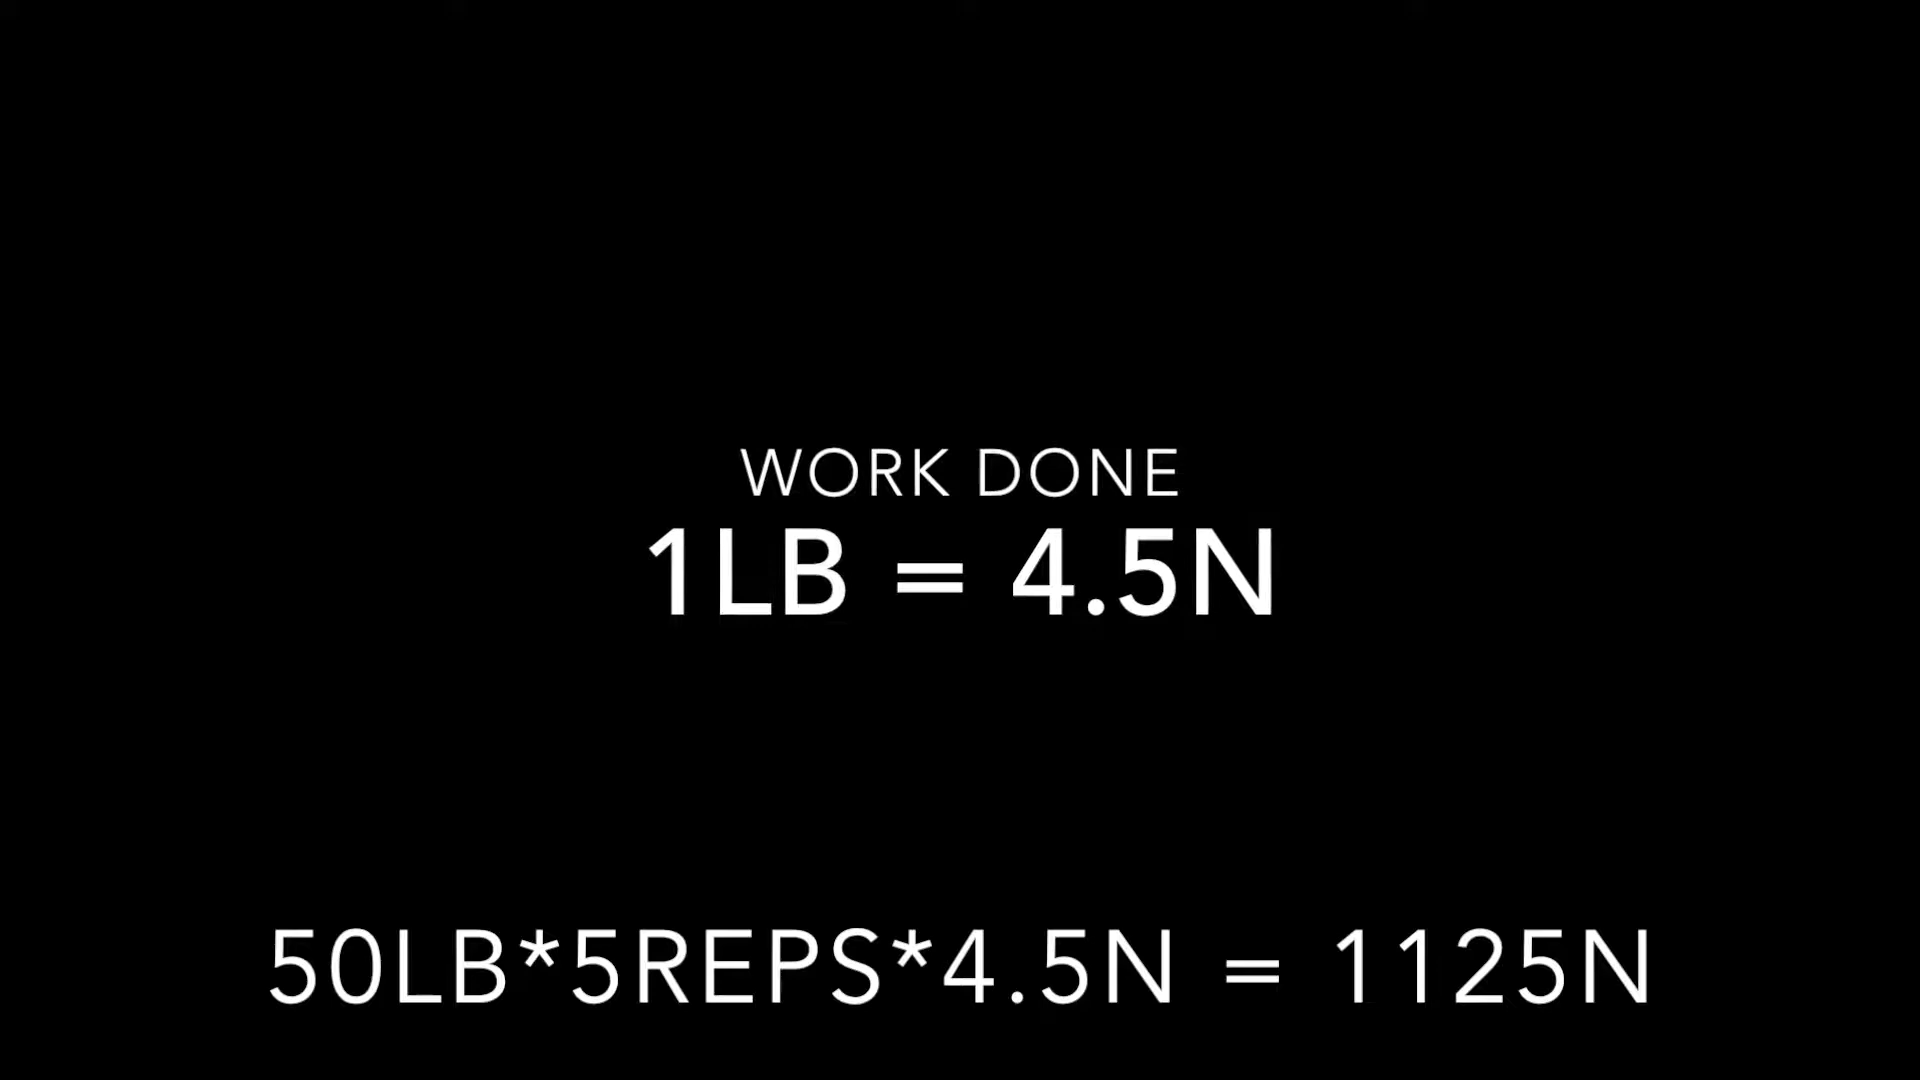 WORK DONE
1LB = 4.5N
50LB*5REPS*4.5N = 1125N